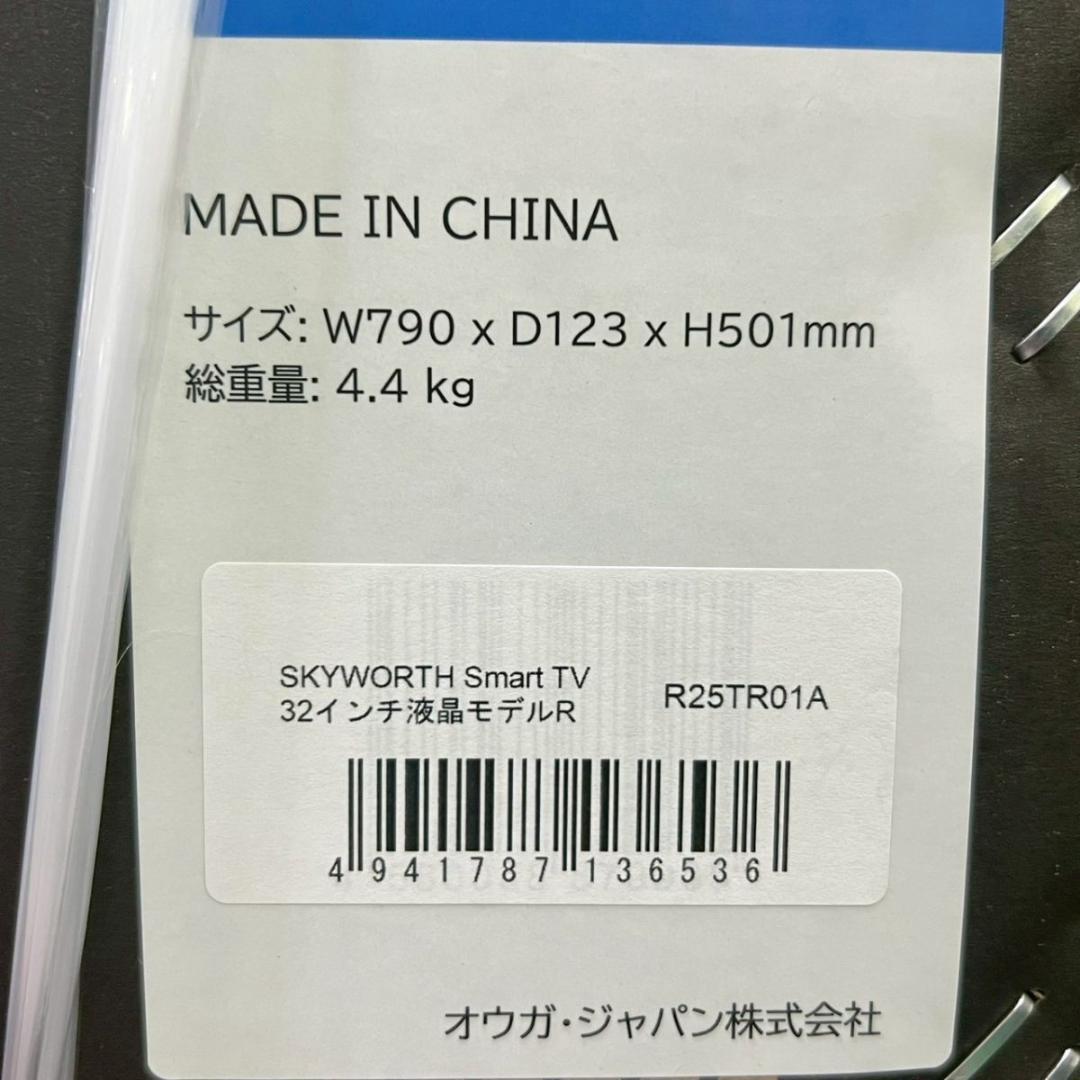 MADE IN CHINA
サイズ: W790 x D123 x H501mm
総重量: 4.4 kg
SKYWORTH Smart TV
32インチ液晶モデルR
R25TR01A
4 941787 136536
オウガ・ジャパン株式会社